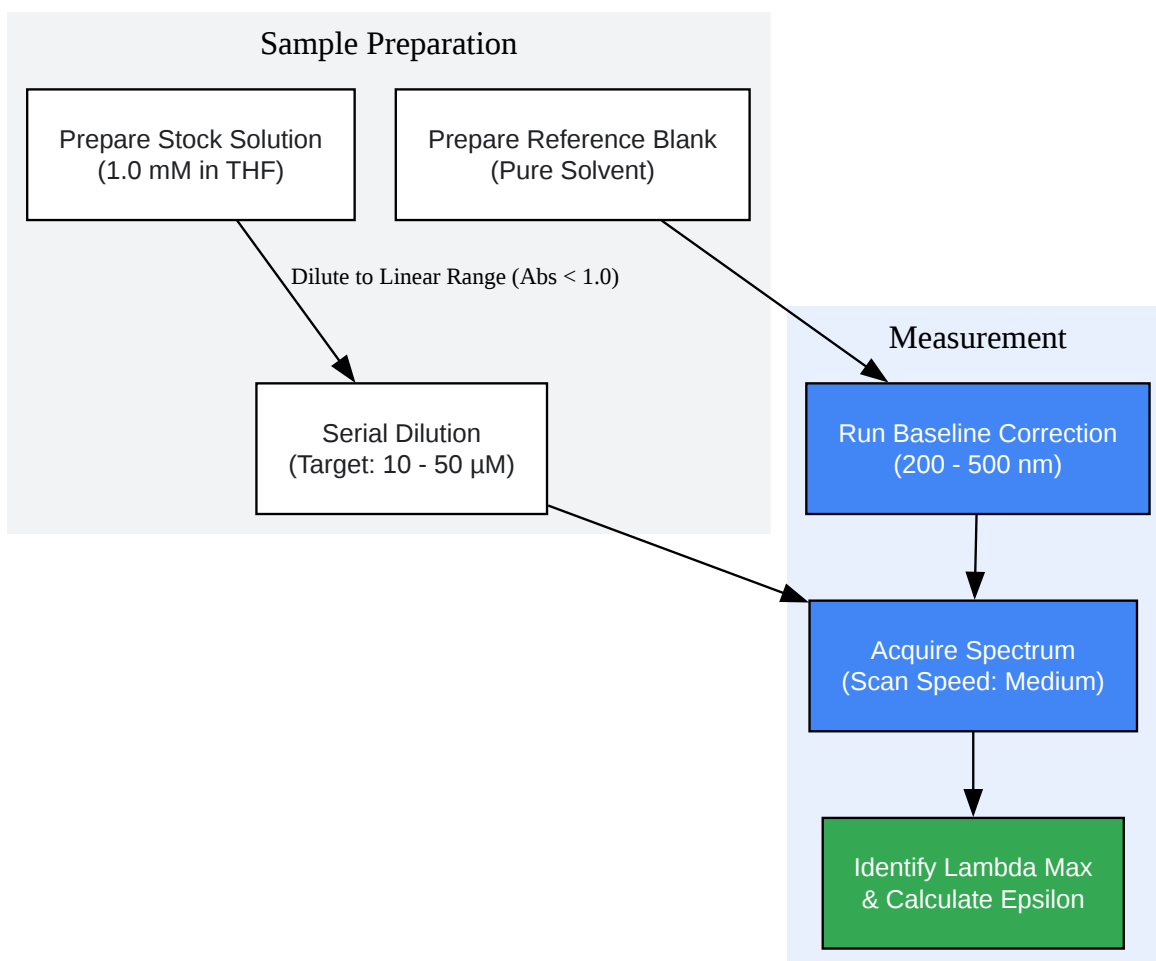 Sample Preparation
Prepare Stock Solution
(1.0 mM in THF)
Prepare Reference Blank
(Pure Solvent)
Dilute to Linear Range (Abs < 1.0)
Serial Dilution
(Target: 10 - 50 µM)
Measurement
Run Baseline Correction
(200 - 500 nm)
Acquire Spectrum
(Scan Speed: Medium)
Identify Lambda Max
& Calculate Epsilon